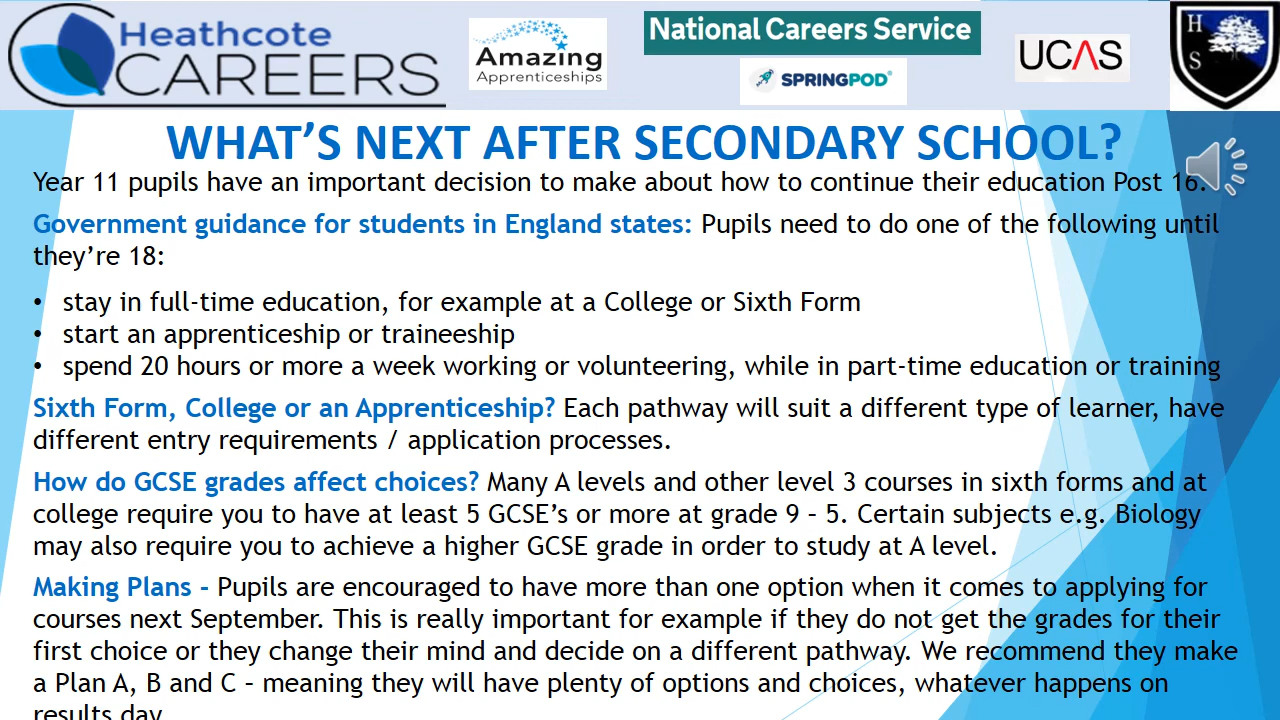 Heathcote
CAREERS
Amazing
Apprenticeships
National Careers Service
SPRINGPOD
UCAS
H
S
WHAT'S NEXT AFTER SECONDARY SCHOOL?
Year 11 pupils have an important decision to make about how to continue their education Post 16.
Government guidance for students in England states: Pupils need to do one of the following until
they're 18:
• stay in full-time education, for example at a College or Sixth Form
• start an apprenticeship or traineeship
• spend 20 hours or more a week working or volunteering, while in part-time education or training
Sixth Form, College or an Apprenticeship? Each pathway will suit a different type of learner, have
different entry requirements / application processes.
How do GCSE grades affect choices? Many A levels and other level 3 courses in sixth forms and at
college require you to have at least 5 GCSE's or more at grade 9 – 5. Certain subjects e.g. Biology
may also require you to achieve a higher GCSE grade in order to study at A level.
Making Plans - Pupils are encouraged to have more than one option when it comes to applying for
courses next September. This is really important for example if they do not get the grades for their
first choice or they change their mind and decide on a different pathway. We recommend they make
a Plan A, B and C – meaning they will have plenty of options and choices, whatever happens on
results day